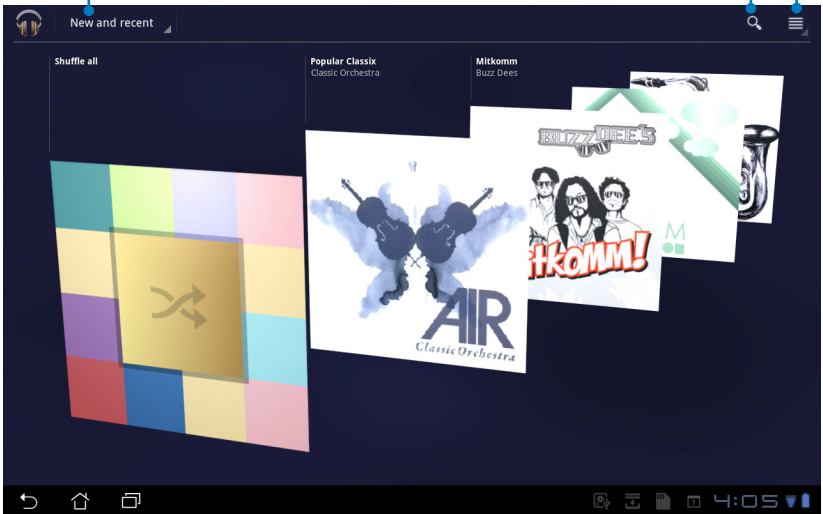 New and recent
Shuffle all
Popular Classix
Classic Orchestra
Mitkomm
Buzz Dees
BUZZ DEE'S
itkomm!
M
AIR
Classic Orchestra
1
4:05